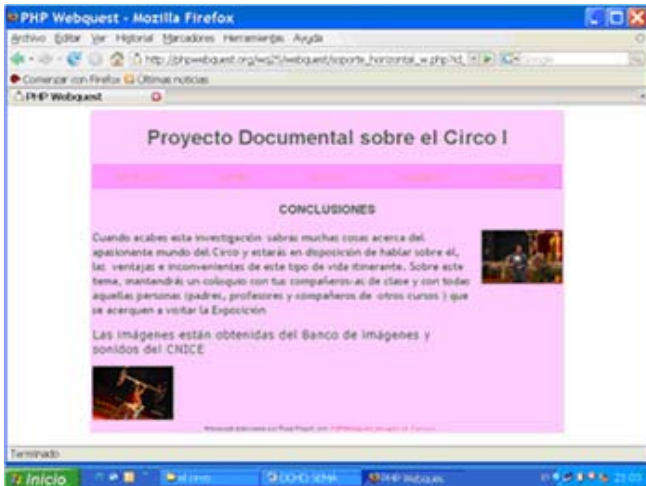 PHP Webquest - Mozilla Firefox
Archivo Editar Ver Historial Marcadores Herramientas Ayuda
Comenzar con Firefox Últimas noticias
PHP Webquest
Proyecto Documental sobre el Circo I
CONCLUSIONES
Cuando acabes esta investigación sabrás muchas cosas acerca del
apasionante mundo del Circo y estarás en disposición de hablar sobre él,
las ventajas e inconvenientes de este tipo de vida itinerante. Sobre este
tema, mantendrás un coloquio con tus compañeros-as de clase y con todas
aquellas personas (padres, profesores y compañeros de otros cursos ) que
se acerquen a visitar la Exposición
Las imágenes están obtenidas del Banco de imágenes y
sonidos del CNICE
Terminado
Inicio el circo PHP Webques... 21:03